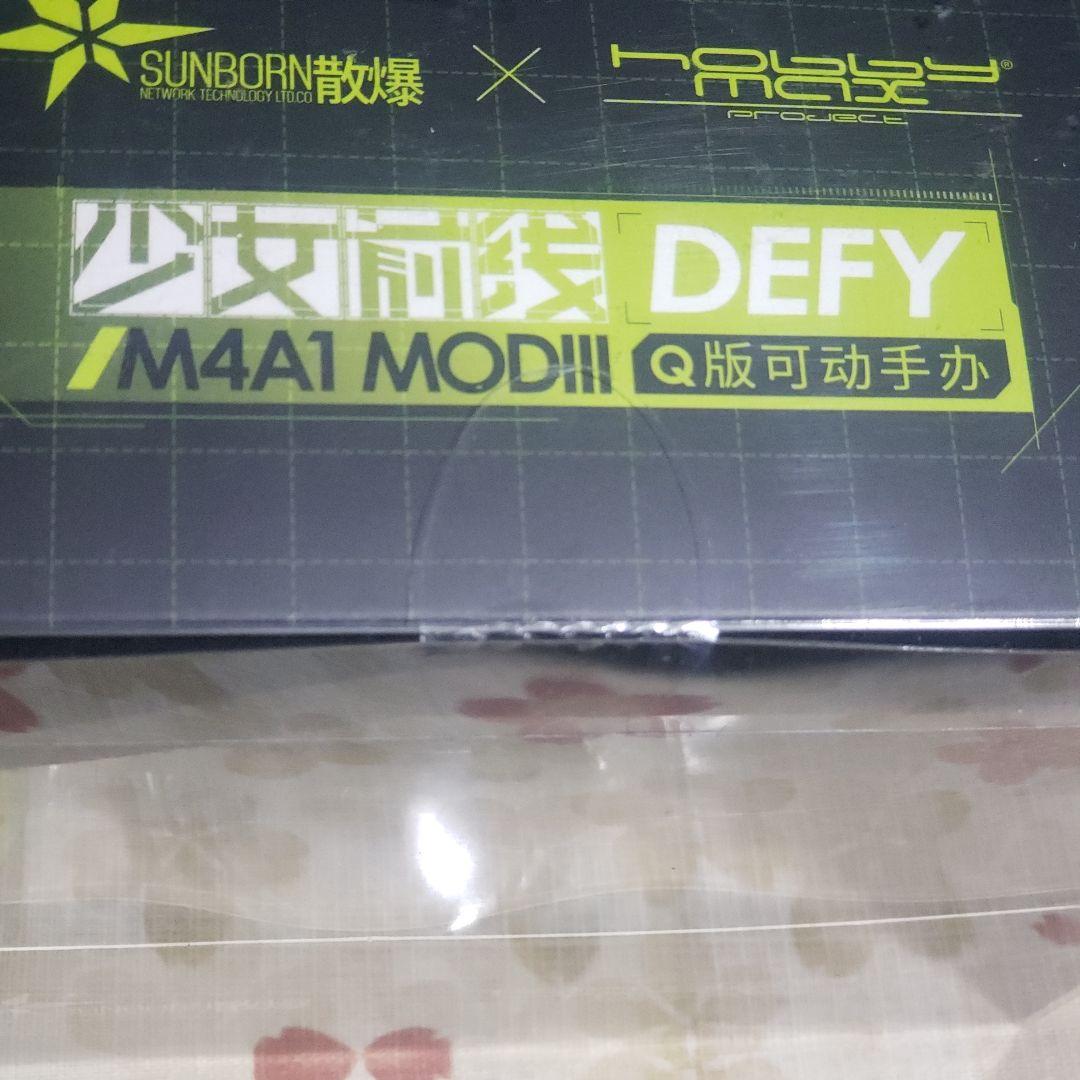 SUNBORN散爆 × hobby max®
NETWORK TECHNOLOGY LTD.CO
project
少女前线 DEFY
/M4A1 MODIII Q版可动手办